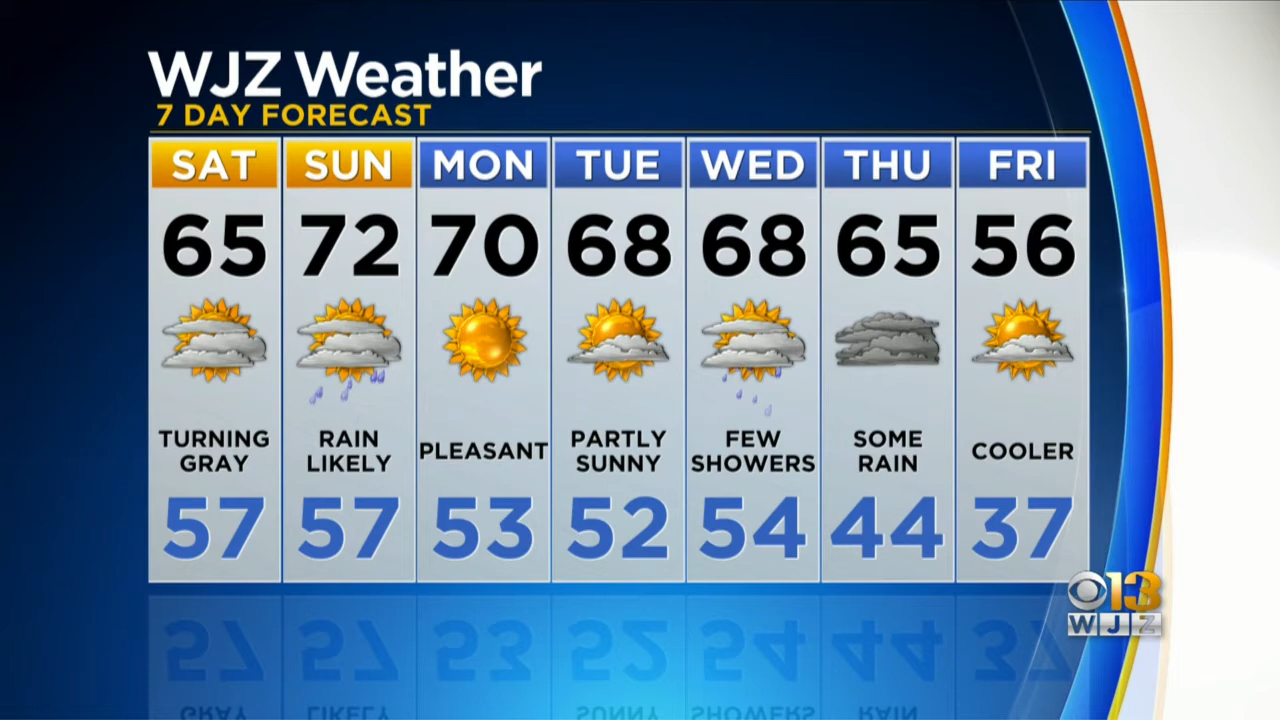 WJZ Weather
7 DAY FORECAST
SAT SUN MON TUE WED THU FRI
65 72 70 68 68 65 56
TURNING GRAY
RAIN LIKELY
PLEASANT
PARTLY SUNNY
FEW SHOWERS
SOME RAIN
COOLER
57 57 53 52 54 44 37
13
WJZ